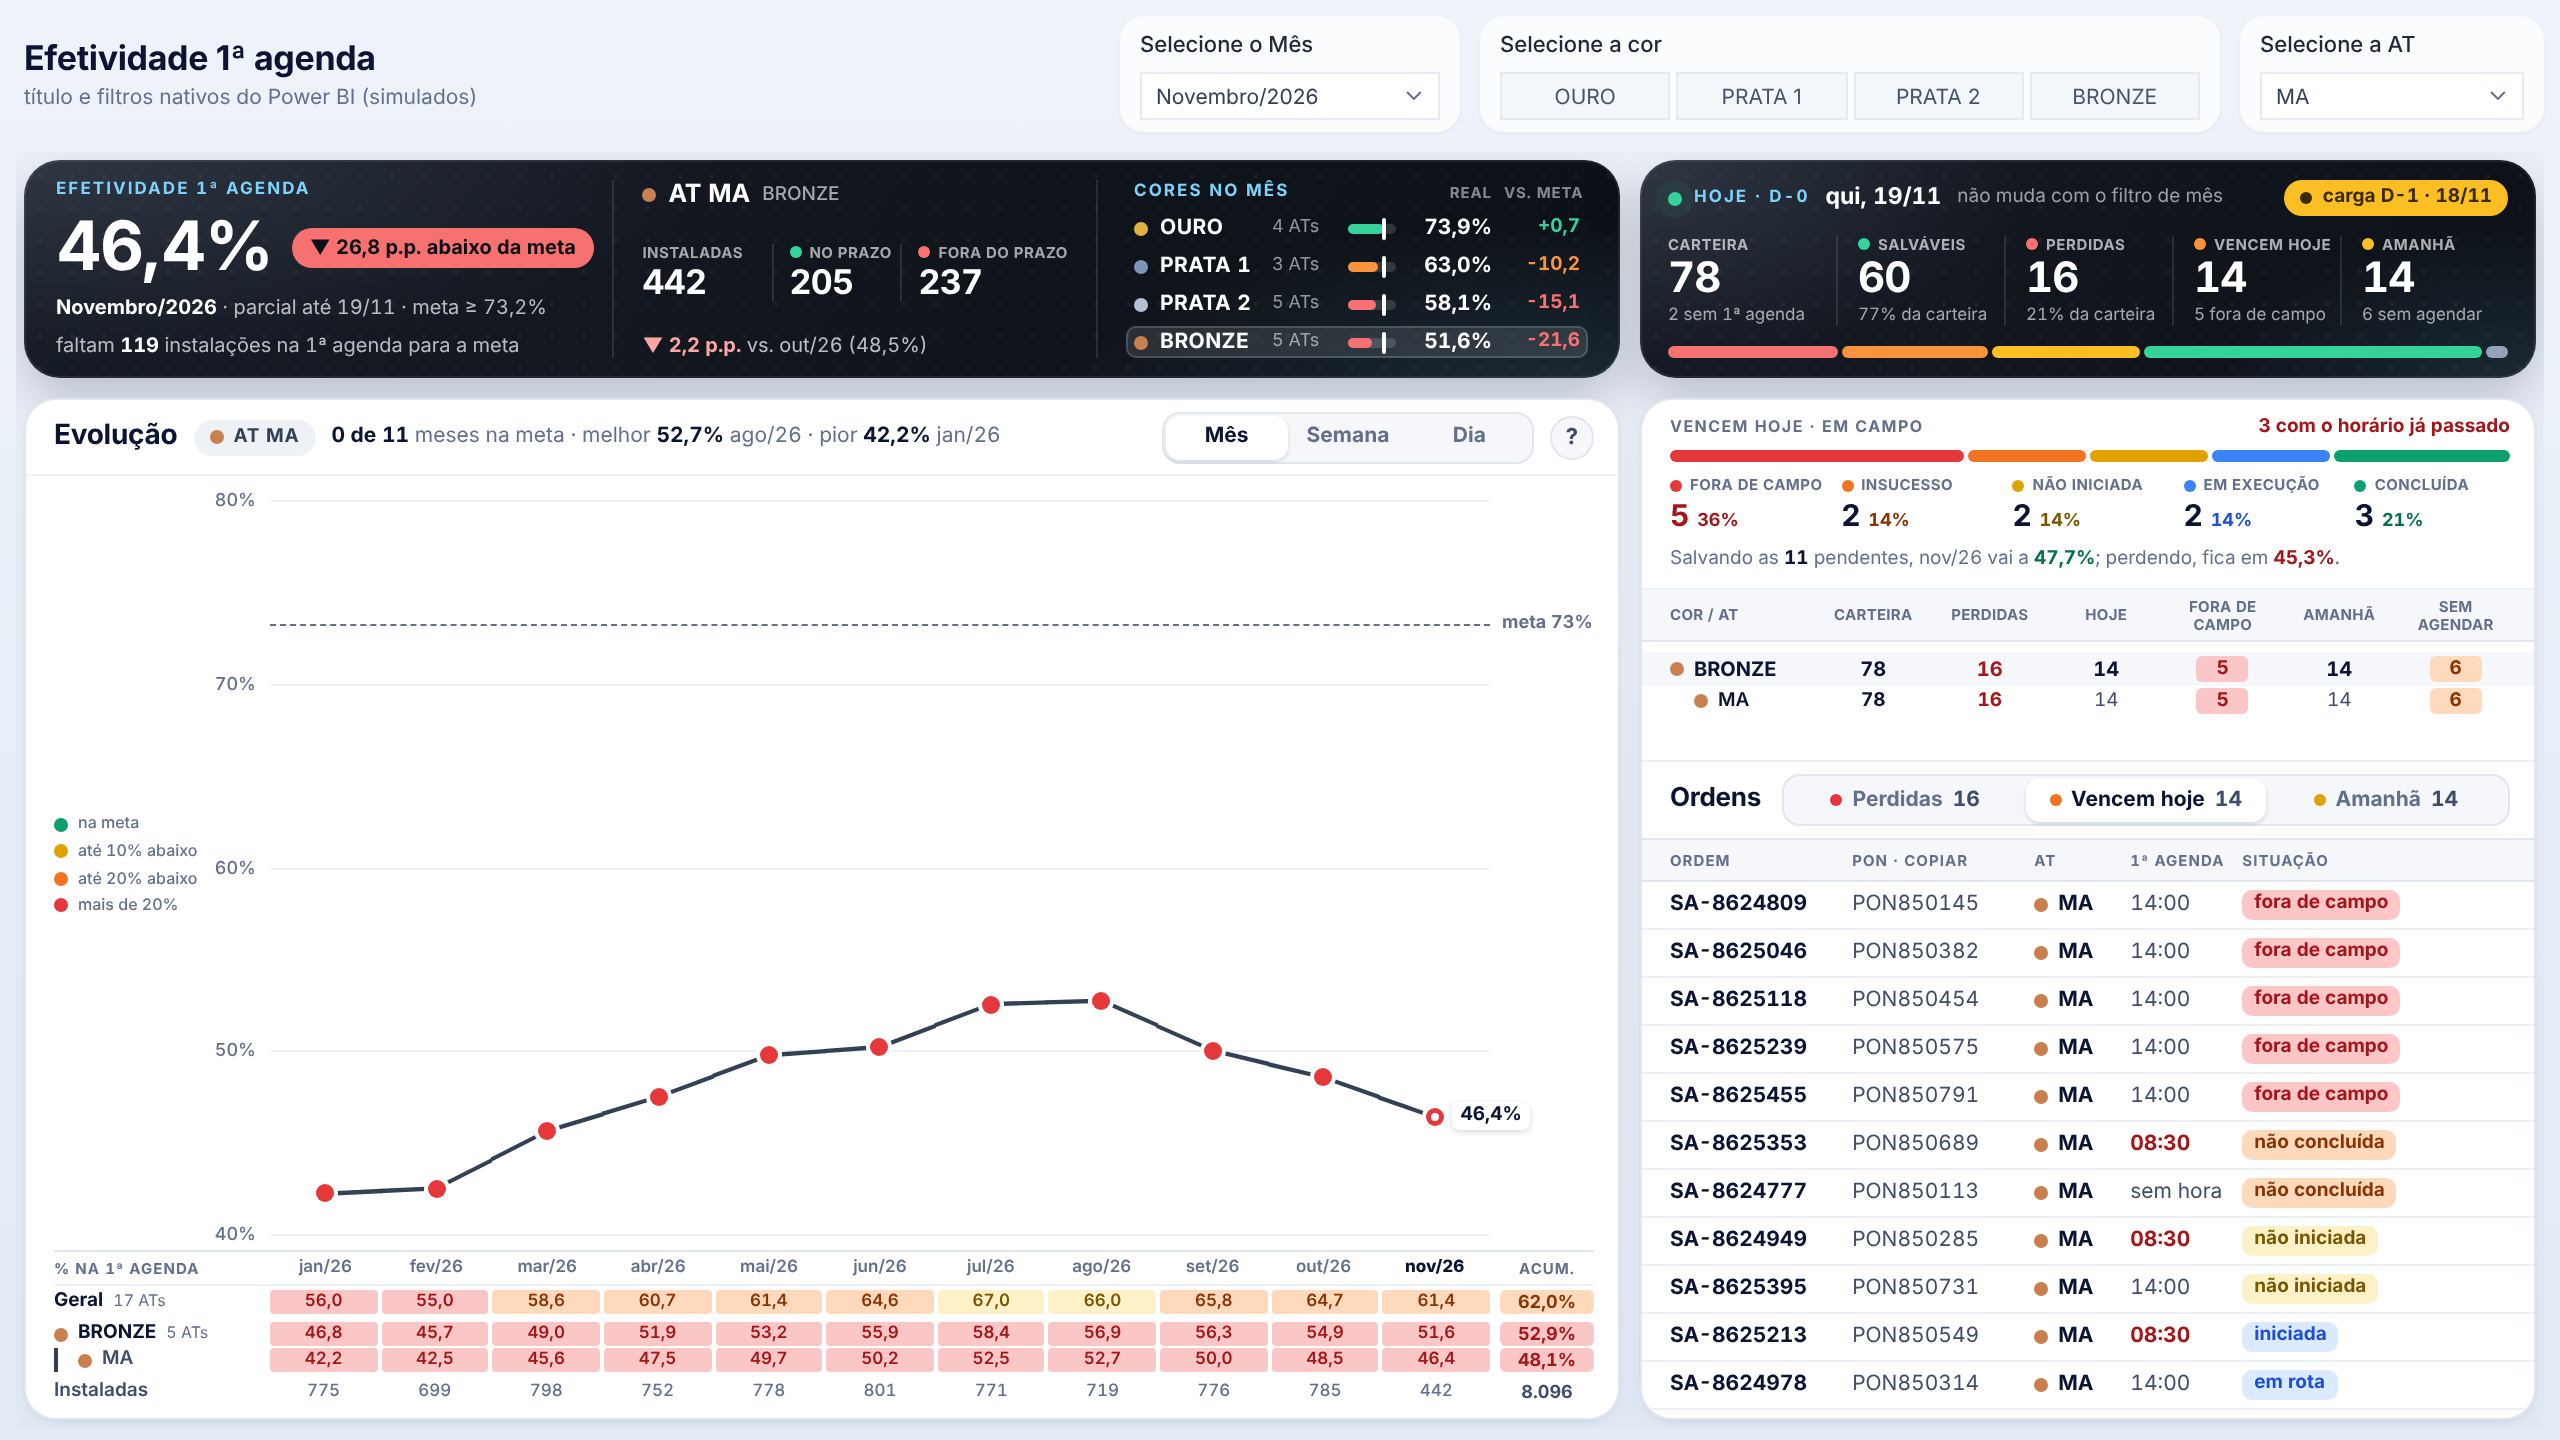 Efetividade 1ª agenda
título e filtros nativos do Power BI (simulados)
Selecione o Mês
Novembro/2026
Selecione a cor
OURO PRATA 1 PRATA 2 BRONZE
Selecione a AT
MA
EFETIVIDADE 1ª AGENDA
46,4% ▼ 26,8 p.p. abaixo da meta
Novembro/2026 · parcial até 19/11 · meta ≥ 73,2%
faltam 119 instalações na 1ª agenda para a meta
AT MA BRONZE
INSTALADAS NO PRAZO FORA DO PRAZO
442 205 237
▼ 2,2 p.p. vs. out/26 (48,5%)
CORES NO MÊS REAL VS. META
OURO 4 ATs 73,9% +0,7
PRATA 1 3 ATs 63,0% -10,2
PRATA 2 5 ATs 58,1% -15,1
BRONZE 5 ATs 51,6% -21,6
HOJE · D-0 qui, 19/11 não muda com o filtro de mês carga D-1 · 18/11
CARTEIRA SALVÁVEIS PERDIDAS VENCEM HOJE AMANHÃ
78 60 16 14 14
2 sem 1ª agenda 77% da carteira 21% da carteira 5 fora de campo 6 sem agendar
Evolução AT MA 0 de 11 meses na meta · melhor 52,7% ago/26 · pior 42,2% jan/26
Mês Semana Dia ?
80%
meta 73%
70%
na meta
até 10% abaixo
60%
até 20% abaixo
mais de 20%
50%
46,4%
40%
% NA 1ª AGENDA jan/26 fev/26 mar/26 abr/26 mai/26 jun/26 jul/26 ago/26 set/26 out/26 nov/26 ACUM.
Geral 17 ATs 56,0 55,0 58,6 60,7 61,4 64,6 67,0 66,0 65,8 64,7 61,4 62,0%
BRONZE 5 ATs 46,8 45,7 49,0 51,9 53,2 55,9 58,4 56,9 56,3 54,9 51,6 52,9%
MA 42,2 42,5 45,6 47,5 49,7 50,2 52,5 52,7 50,0 48,5 46,4 48,1%
Instaladas 775 699 798 752 778 801 771 719 776 785 442 8.096
VENCEM HOJE · EM CAMPO 3 com o horário já passado
FORA DE CAMPO INSUCESSO NÃO INICIADA EM EXECUÇÃO CONCLUÍDA
5 36% 2 14% 2 14% 2 14% 3 21%
Salvando as 11 pendentes, nov/26 vai a 47,7%; perdendo, fica em 45,3%.
COR / AT CARTEIRA PERDIDAS HOJE FORA DE CAMPO AMANHÃ SEM AGENDAR
BRONZE 78 16 14 5 14 6
MA 78 16 14 5 14 6
Ordens Perdidas 16 Vencem hoje 14 Amanhã 14
ORDEM PON · COPIAR AT 1ª AGENDA SITUAÇÃO
SA-8624809 PON850145 MA 14:00 fora de campo
SA-8625046 PON850382 MA 14:00 fora de campo
SA-8625118 PON850454 MA 14:00 fora de campo
SA-8625239 PON850575 MA 14:00 fora de campo
SA-8625455 PON850791 MA 14:00 fora de campo
SA-8625353 PON850689 MA 08:30 não concluída
SA-8624777 PON850113 MA sem hora não concluída
SA-8624949 PON850285 MA 08:30 não iniciada
SA-8625395 PON850731 MA 14:00 não iniciada
SA-8625213 PON850549 MA 08:30 iniciada
SA-8624978 PON850314 MA 14:00 em rota